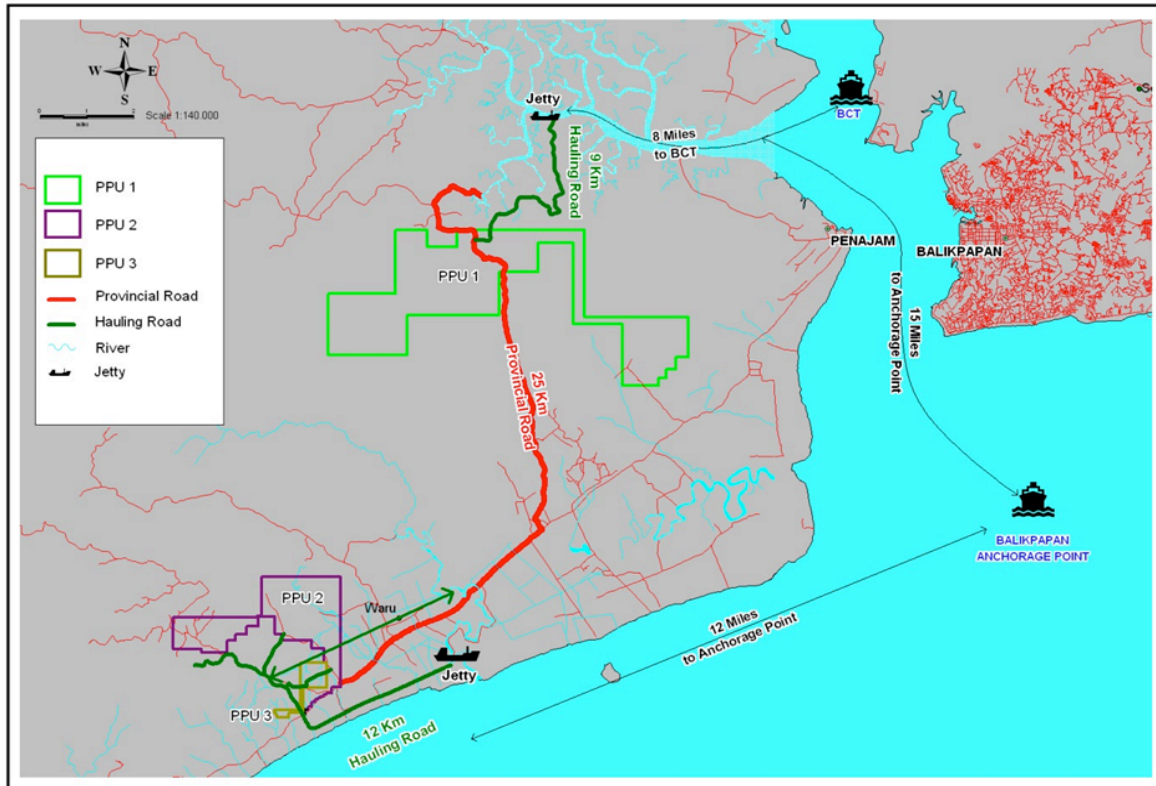 N
W E
S
0 1 2
Scale 1:140.000
PPU 1
PPU 2
PPU 3
Provincial Road
Hauling Road
River
Jetty
Jetty
9 Km
Hauling Road
8 Miles
to BCT
BCT
PENAJAM
BALIKPAPAN
PPU 1
25 Km
Provincial Road
15 Miles
to Anchorage Point
BALIKPAPAN
ANCHORAGE POINT
PPU 2
Waru
12 Miles
to Anchorage Point
Jetty
PPU 3
12 Km
Hauling Road